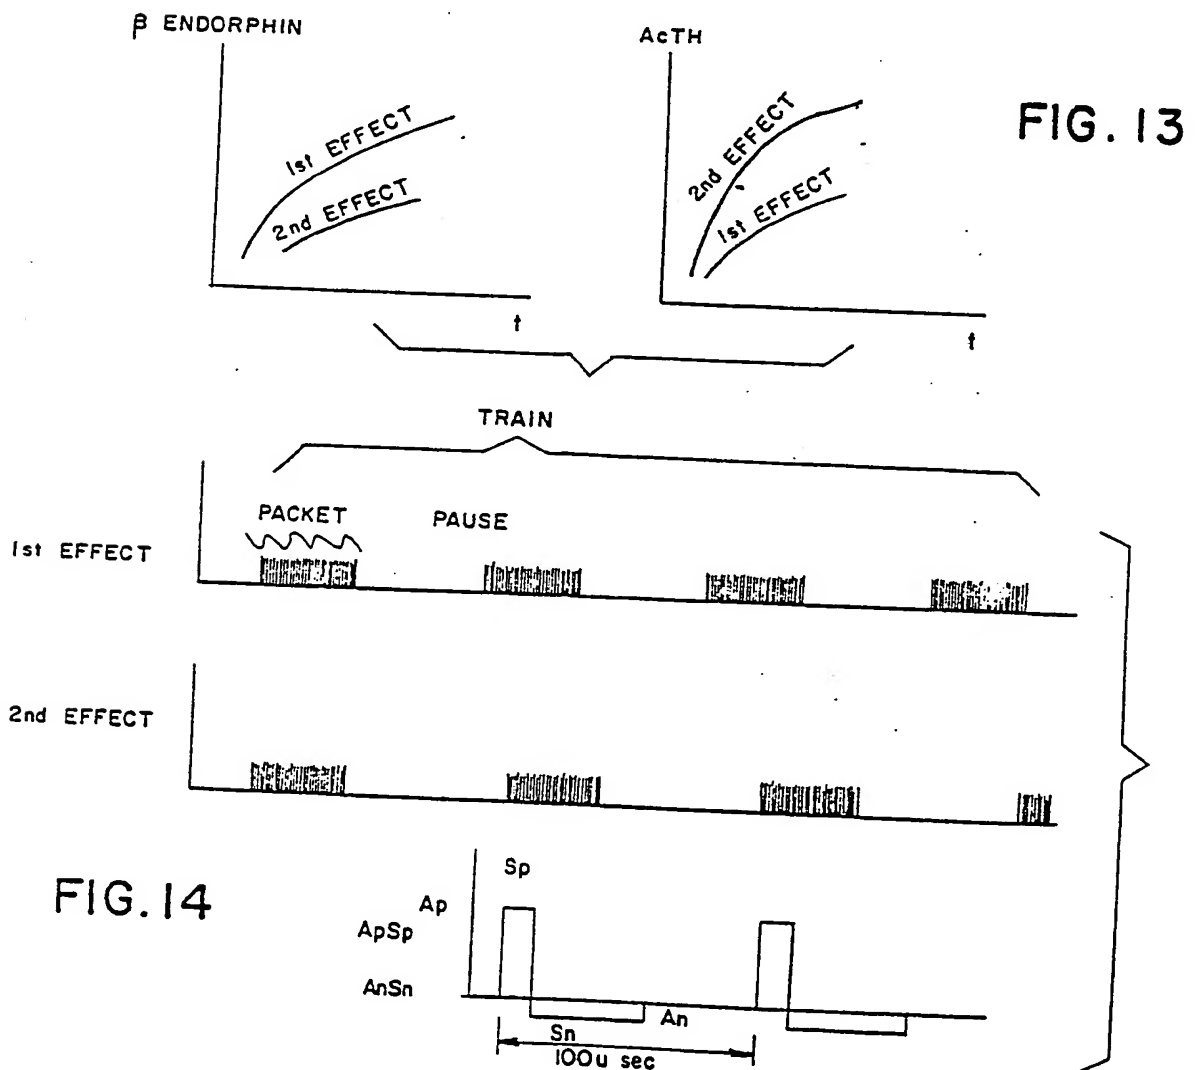 β ENDORPHIN
AcTH
FIG. 13
1st EFFECT
2nd EFFECT
2nd EFFECT
1st EFFECT
t
t
TRAIN
PACKET
PAUSE
1st EFFECT
2nd EFFECT
FIG. 14
Sp
Ap
ApSp
AnSn
An
Sn
100u sec